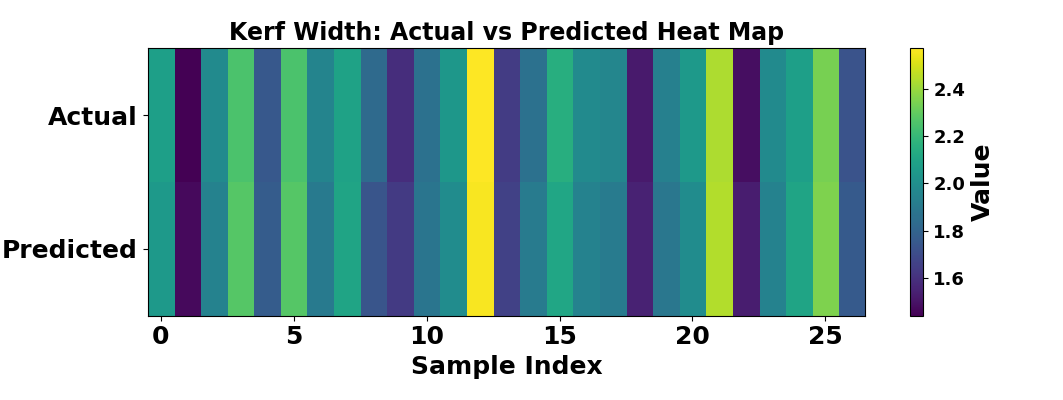 Kerf Width: Actual vs Predicted Heat Map
Actual
Predicted
0 5 10 15 20 25
Sample Index
2.4
2.2
2.0
1.8
1.6
Value